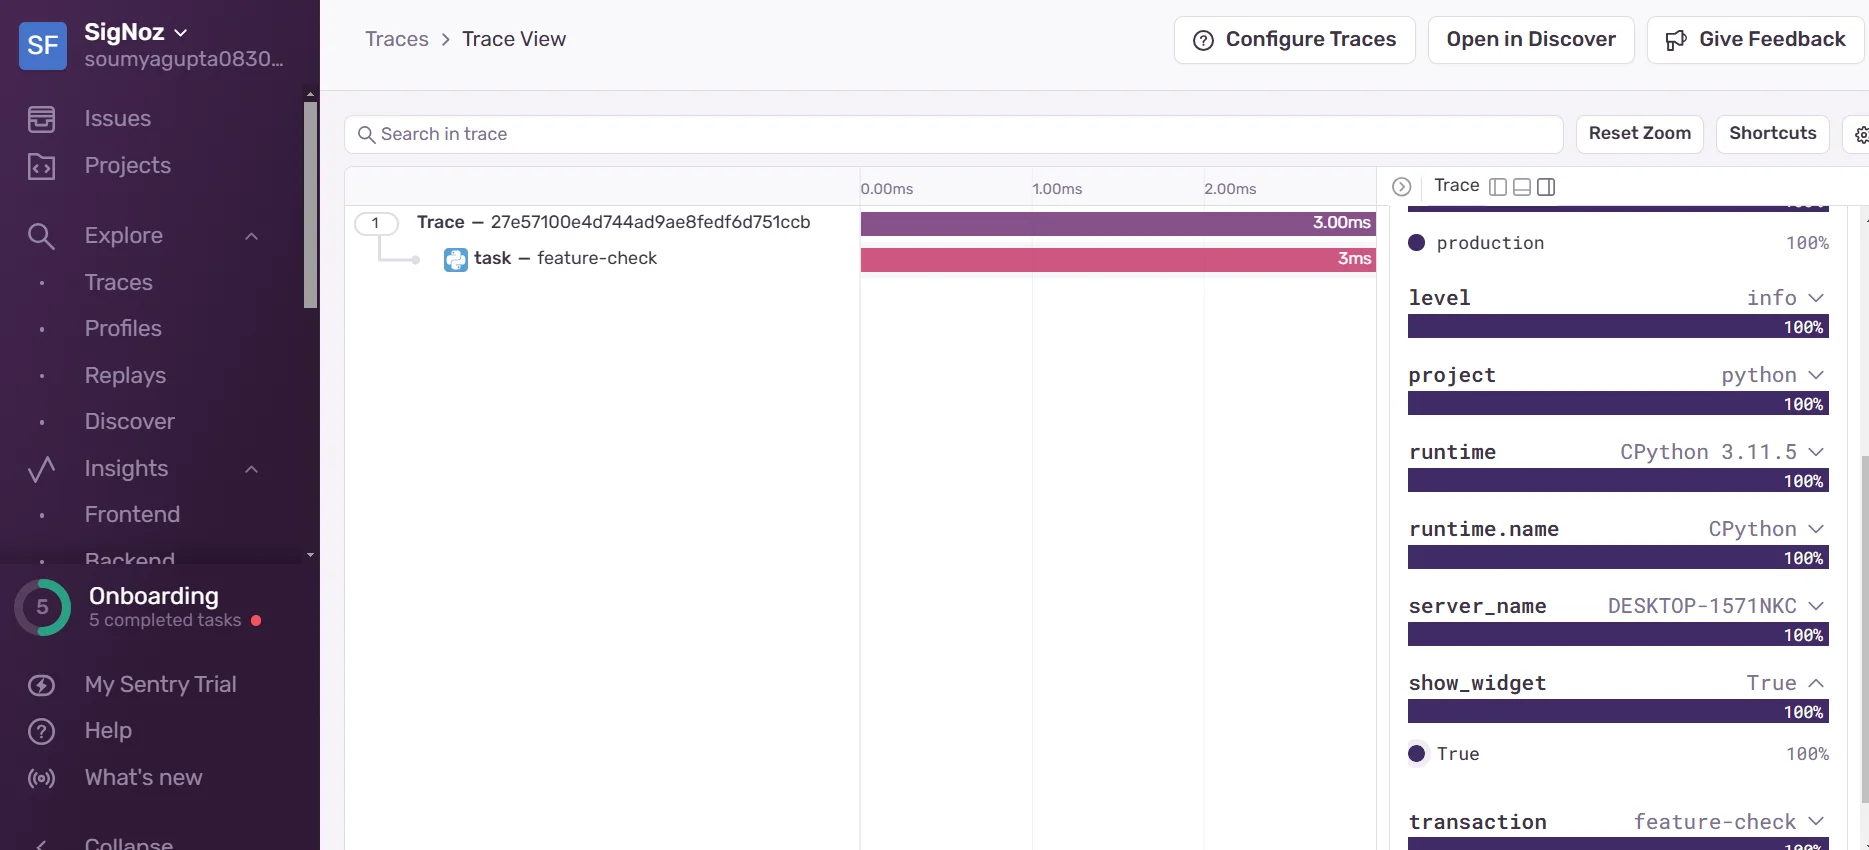 SF
SigNoz
soumyagupta0830...
Issues
Projects
Explore
Traces
Profiles
Replays
Discover
Insights
Frontend
Backend
5
Onboarding
5 completed tasks
My Sentry Trial
Help
What's new
Collapse
Traces > Trace View
Configure Traces
Open in Discover
Give Feedback
Search in trace
Reset Zoom
Shortcuts
0.00ms 1.00ms 2.00ms
1 Trace — 27e57100e4d744ad9ae8fedf6d751ccb 3.00ms
task — feature-check 3ms
Trace
100%
production 100%
level info
100%
project python
100%
runtime CPython 3.11.5
100%
runtime.name CPython
100%
server_name DESKTOP-1571NKC
100%
show_widget True
100%
True 100%
transaction feature-check
100%